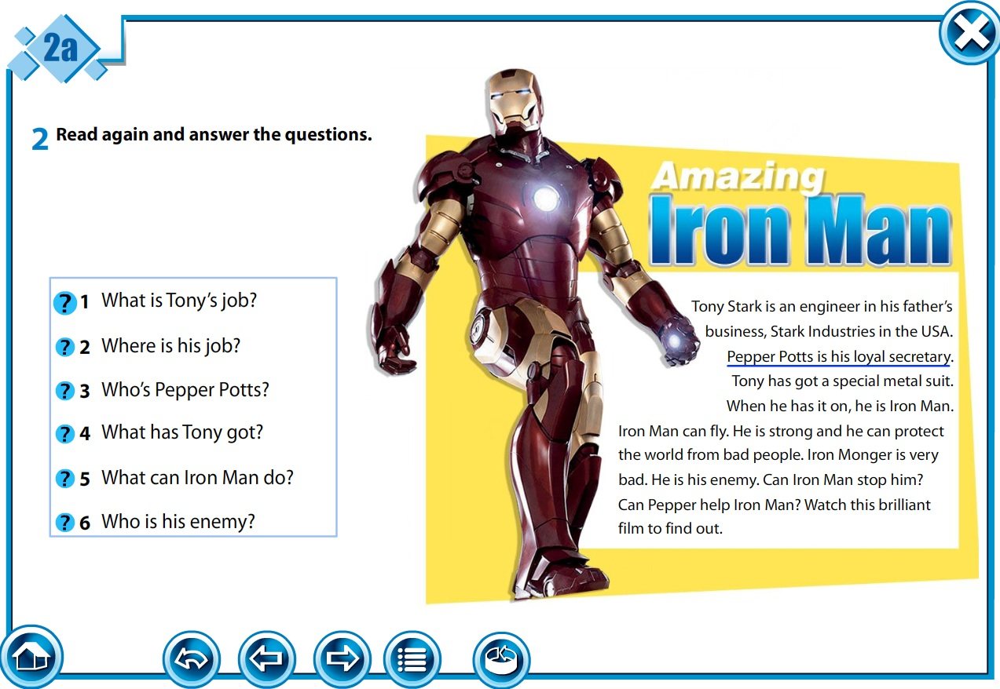 2a
2 Read again and answer the questions.
? 1 What is Tony's job?
? 2 Where is his job?
? 3 Who's Pepper Potts?
? 4 What has Tony got?
? 5 What can Iron Man do?
? 6 Who is his enemy?
Amazing
Iron Man
Tony Stark is an engineer in his father's
business, Stark Industries in the USA.
Pepper Potts is his loyal secretary.
Tony has got a special metal suit.
When he has it on, he is Iron Man.
Iron Man can fly. He is strong and he can protect
the world from bad people. Iron Monger is very
bad. He is his enemy. Can Iron Man stop him?
Can Pepper help Iron Man? Watch this brilliant
film to find out.